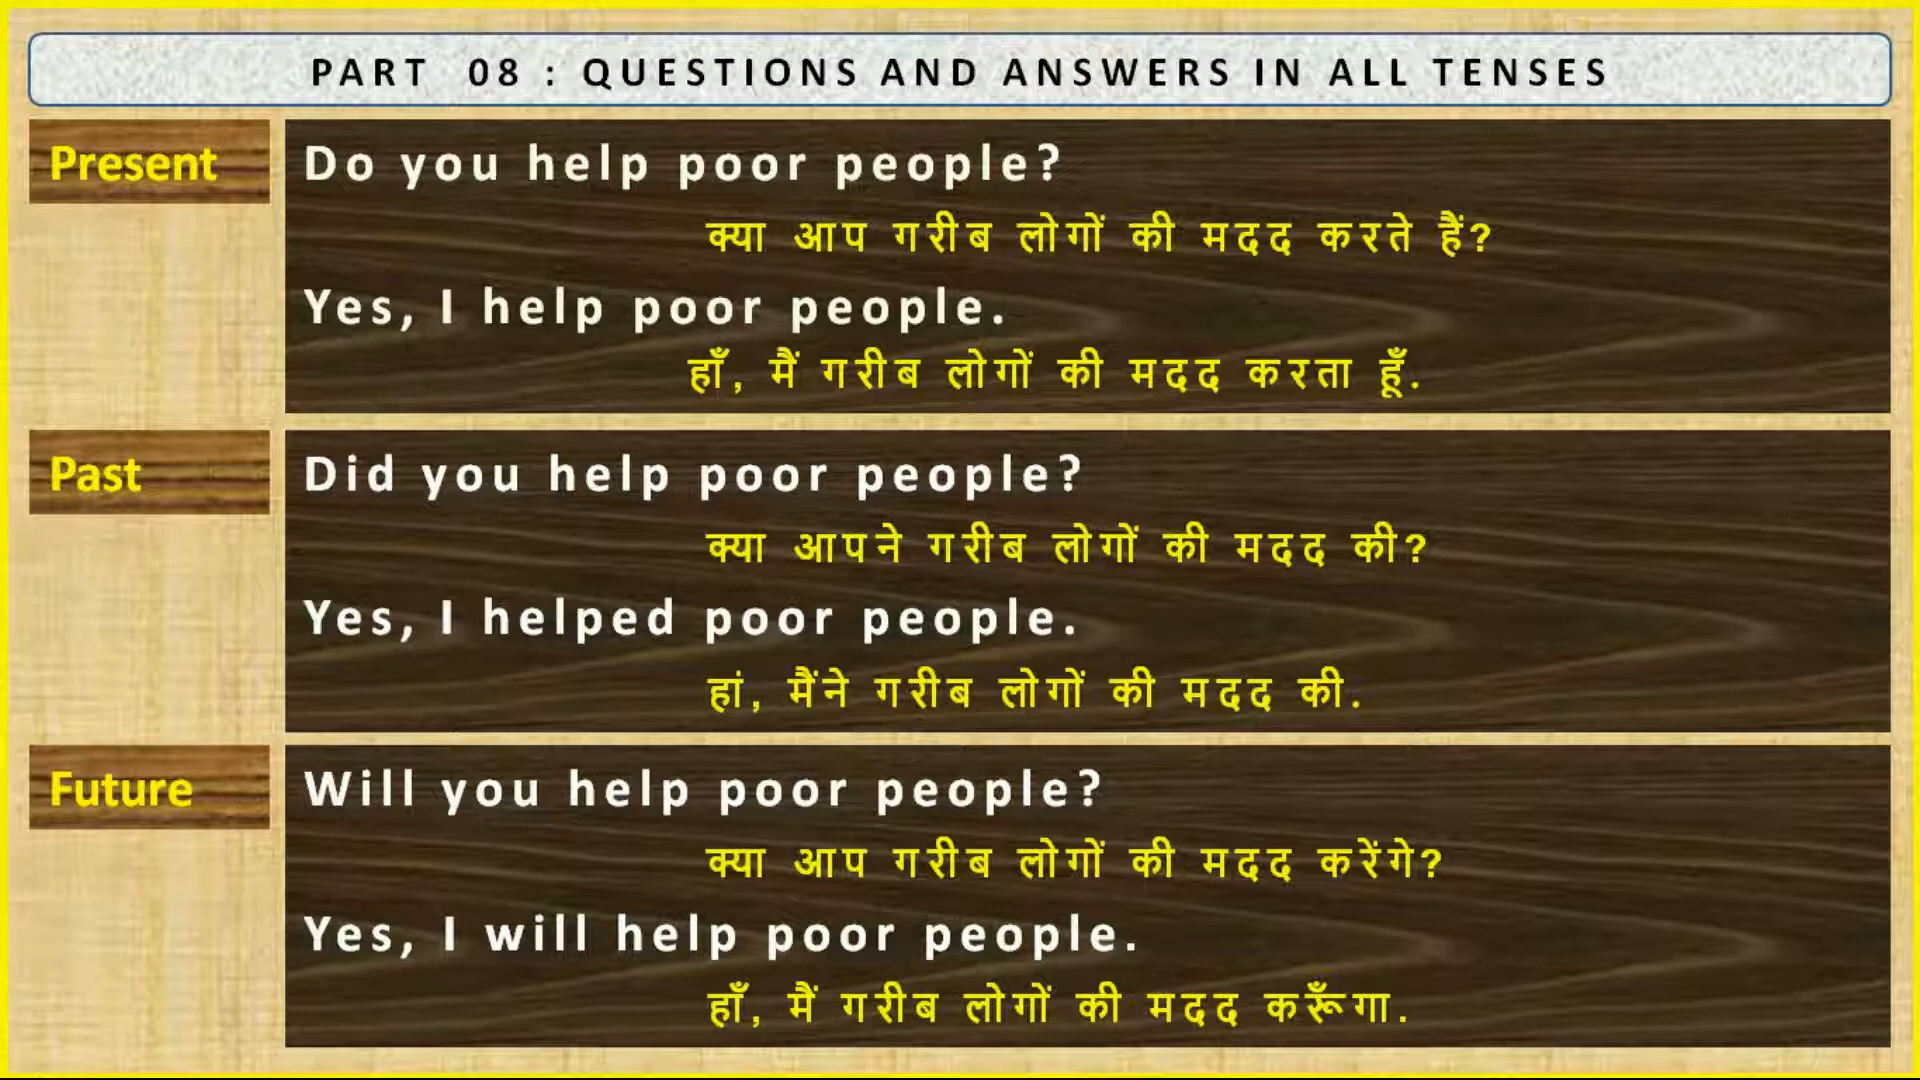 PART 08 : QUESTIONS AND ANSWERS IN ALL TENSES
Present
Do you help poor people?
क्या आप गरीब लोगों की मदद करते हैं?
Yes, I help poor people.
हाँ, मैं गरीब लोगों की मदद करता हूँ.
Past
Did you help poor people?
क्या आपने गरीब लोगों की मदद की?
Yes, I helped poor people.
हां, मैंने गरीब लोगों की मदद की.
Future
Will you help poor people?
क्या आप गरीब लोगों की मदद करेंगे?
Yes, I will help poor people.
हाँ, मैं गरीब लोगों की मदद करूँगा.